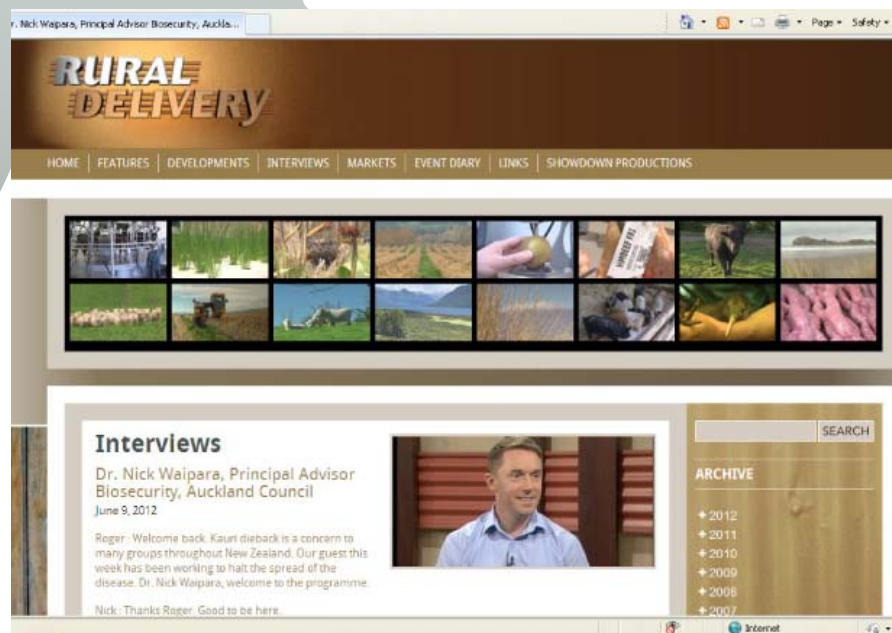 r. Nick Waipara, Principal Advisor Biosecurity, Auckla...
Page Safety
RURAL
DELIVERY
HOME FEATURES DEVELOPMENTS INTERVIEWS MARKETS EVENT DIARY LINKS SHOWDOWN PRODUCTIONS
Interviews
Dr. Nick Waipara, Principal Advisor
Biosecurity, Auckland Council
June 9, 2012
Roger : Welcome back. Kauri dieback is a concern to
many groups throughout New Zealand. Our guest this
week has been working to halt the spread of the
disease. Dr. Nick Waipara, welcome to the programme.
Nick : Thanks Roger. Good to be here.
SEARCH
ARCHIVE
+ 2012
+ 2011
+ 2010
+ 2009
+ 2008
+ 2007
Internet